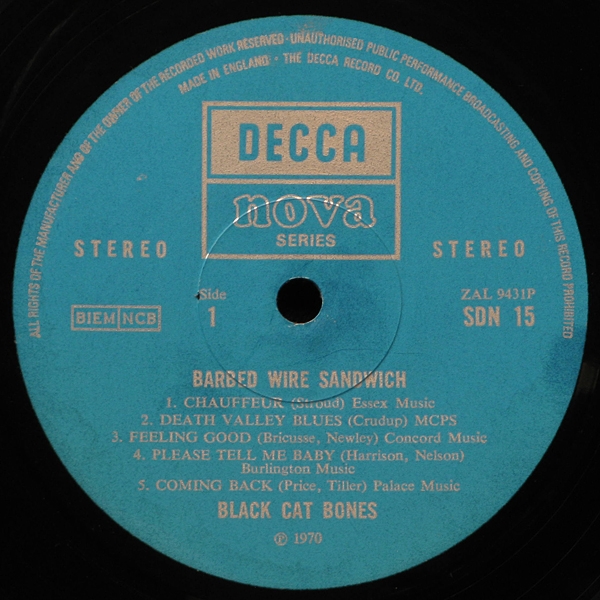 ALL RIGHTS OF THE MANUFACTURER AND OF THE OWNER OF THE RECORDED WORK RESERVED · UNAUTHORISED PUBLIC PERFORMANCE BROADCASTING AND COPYING OF THIS RECORD PROHIBITED
MADE IN ENGLAND · THE DECCA RECORD CO. LTD.
DECCA
nova
SERIES
STEREO STEREO
Side ZAL 9431P
BIEM NCB 1 SDN 15
BARBED WIRE SANDWICH
1. CHAUFFEUR (Stroud) Essex Music
2. DEATH VALLEY BLUES (Crudup) MCPS
3. FEELING GOOD (Bricusse, Newley) Concord Music
4. PLEASE TELL ME BABY (Harrison, Nelson)
Burlington Music
5. COMING BACK (Price, Tiller) Palace Music
BLACK CAT BONES
℗ 1970